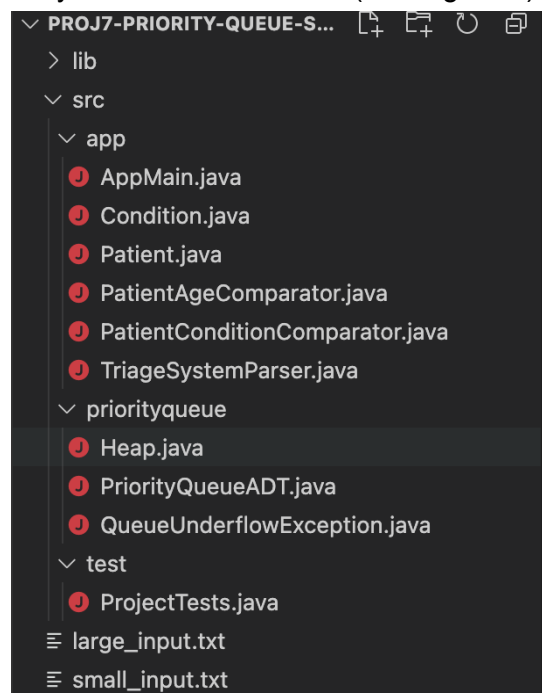 PROJ7-PRIORITY-QUEUE-S...
lib
src
app
J AppMain.java
J Condition.java
J Patient.java
J PatientAgeComparator.java
J PatientConditionComparator.java
J TriageSystemParser.java
priorityqueue
J Heap.java
J PriorityQueueADT.java
J QueueUnderflowException.java
test
J ProjectTests.java
large_input.txt
small_input.txt